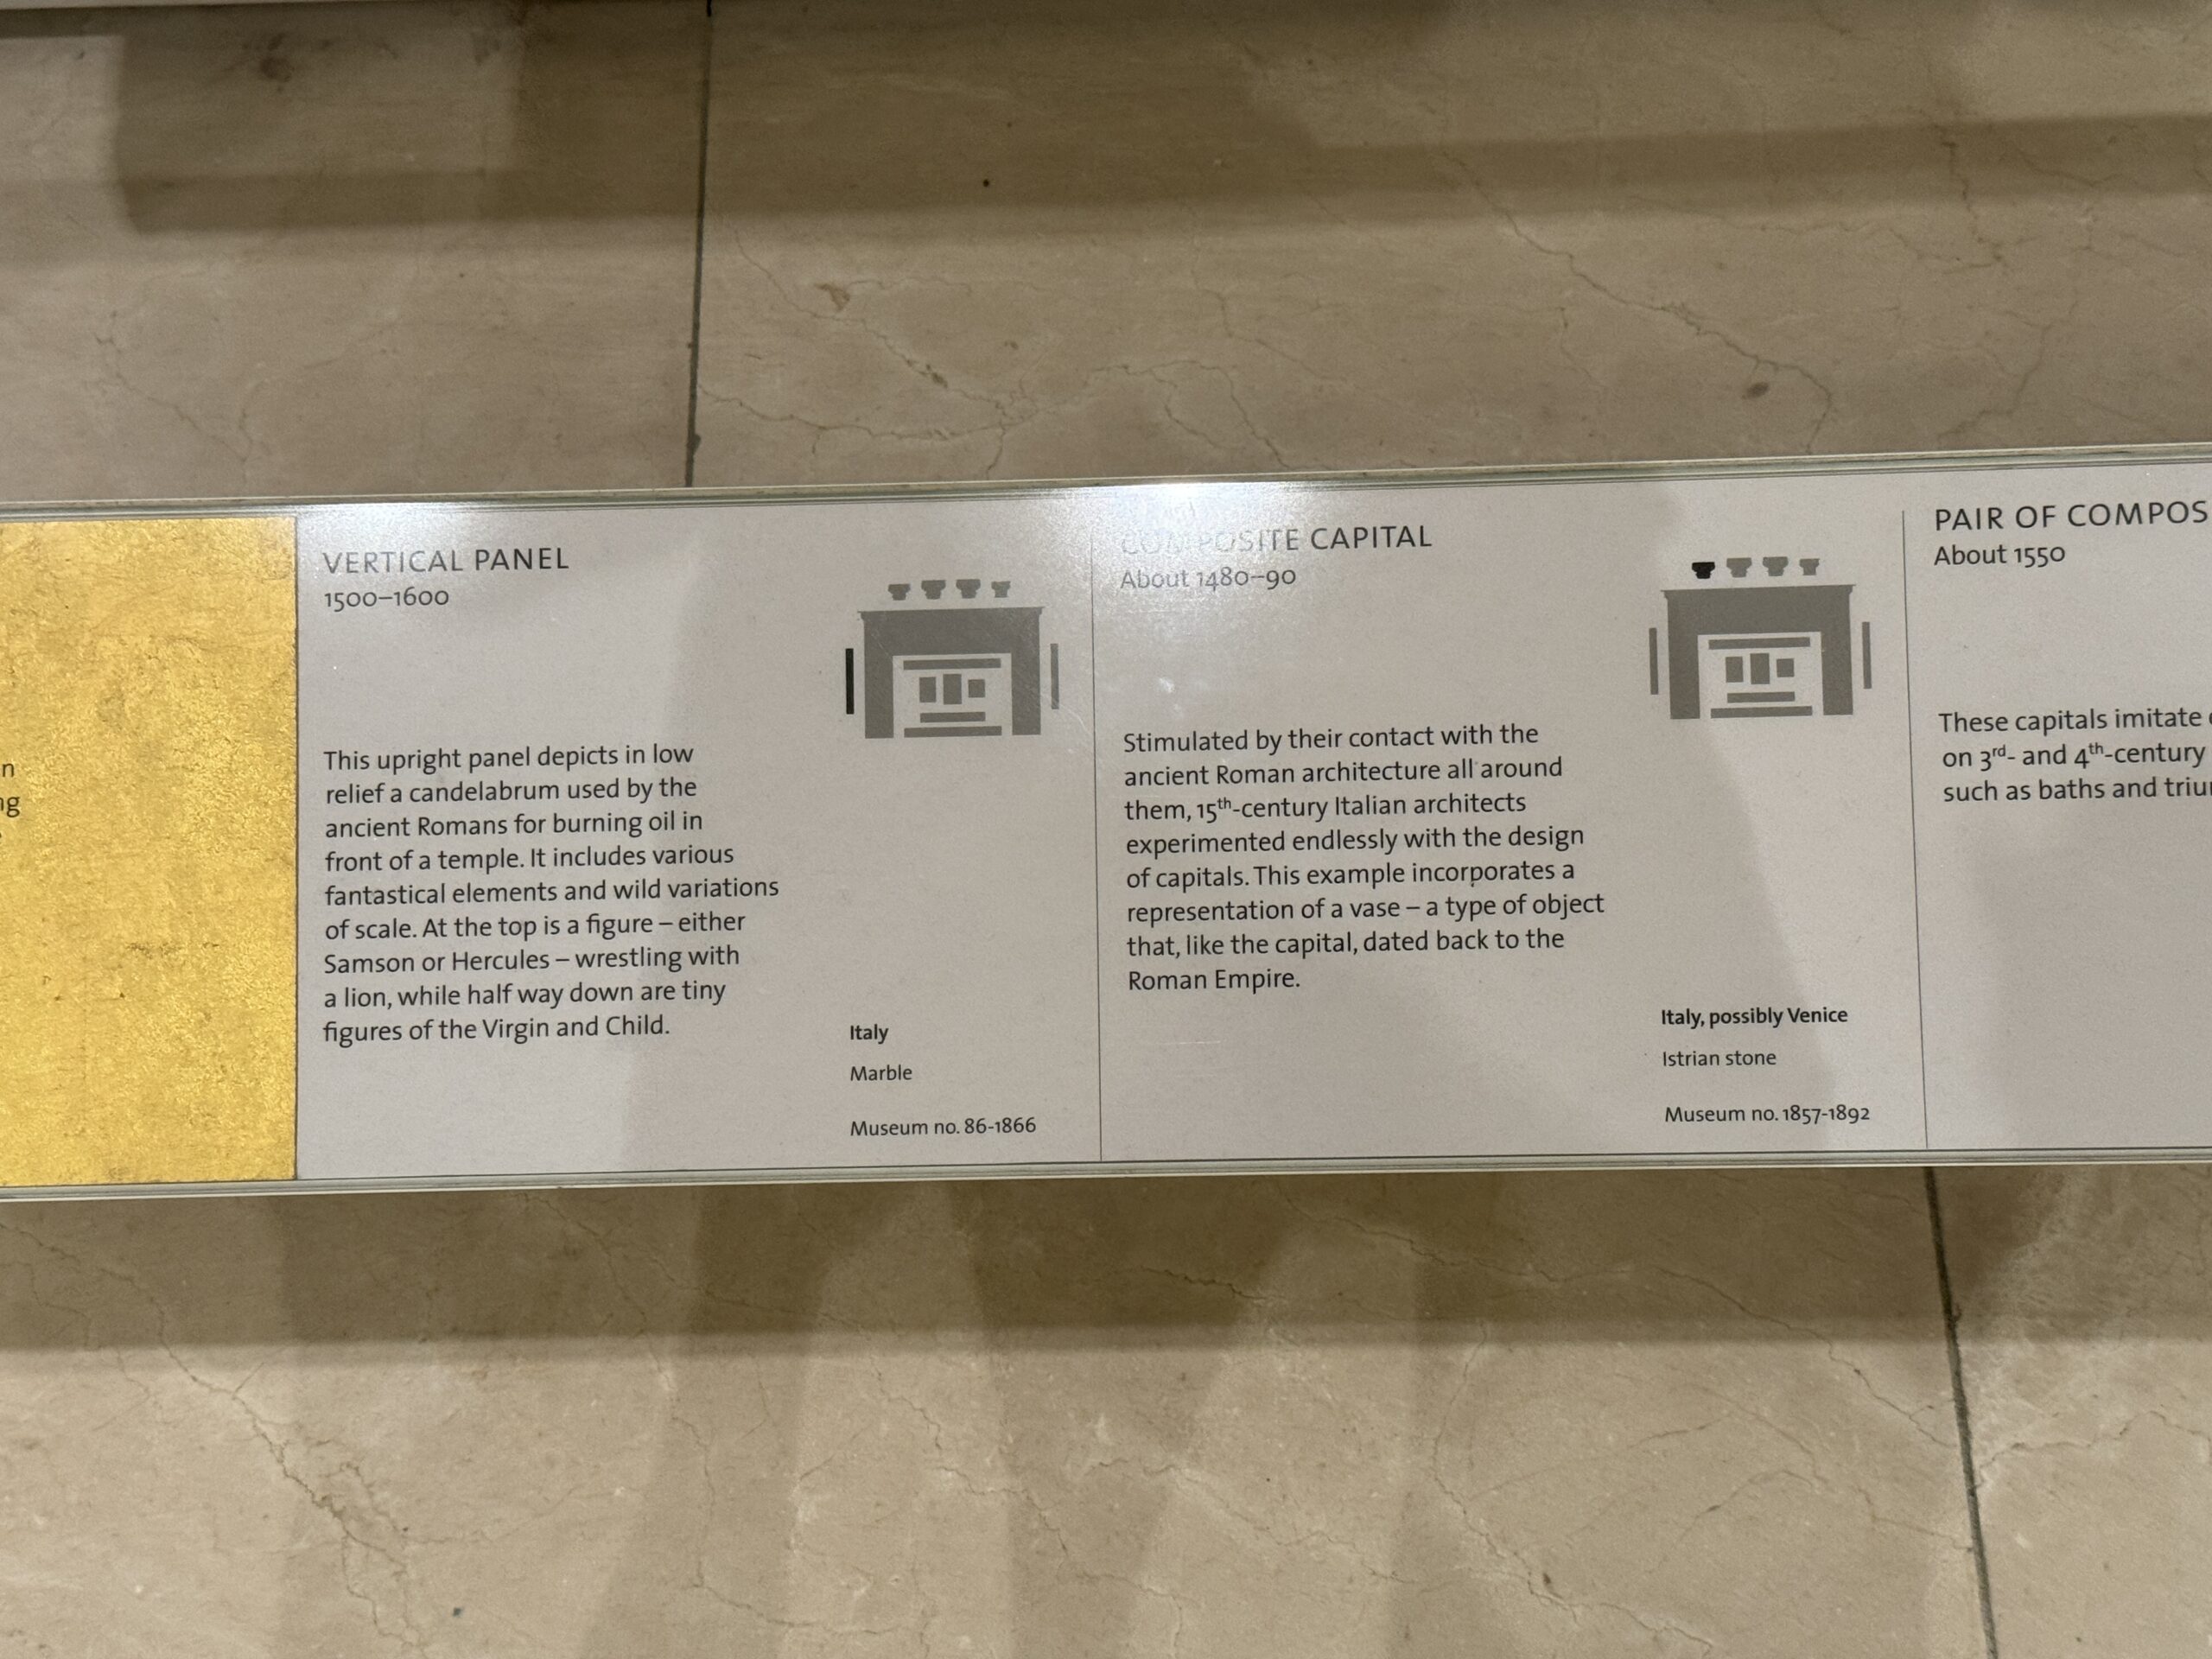 VERTICAL PANEL
1500–1600
This upright panel depicts in low
relief a candelabrum used by the
ancient Romans for burning oil in
front of a temple. It includes various
fantastical elements and wild variations
of scale. At the top is a figure – either
Samson or Hercules – wrestling with
a lion, while half way down are tiny
figures of the Virgin and Child.
Italy
Marble
Museum no. 86-1866
COMPOSITE CAPITAL
About 1480–90
Stimulated by their contact with the
ancient Roman architecture all around
them, 15th-century Italian architects
experimented endlessly with the design
of capitals. This example incorporates a
representation of a vase – a type of object
that, like the capital, dated back to the
Roman Empire.
Italy, possibly Venice
Istrian stone
Museum no. 1857-1892
PAIR OF COMPOS
About 1550
These capitals imitate
on 3rd- and 4th-century
such as baths and